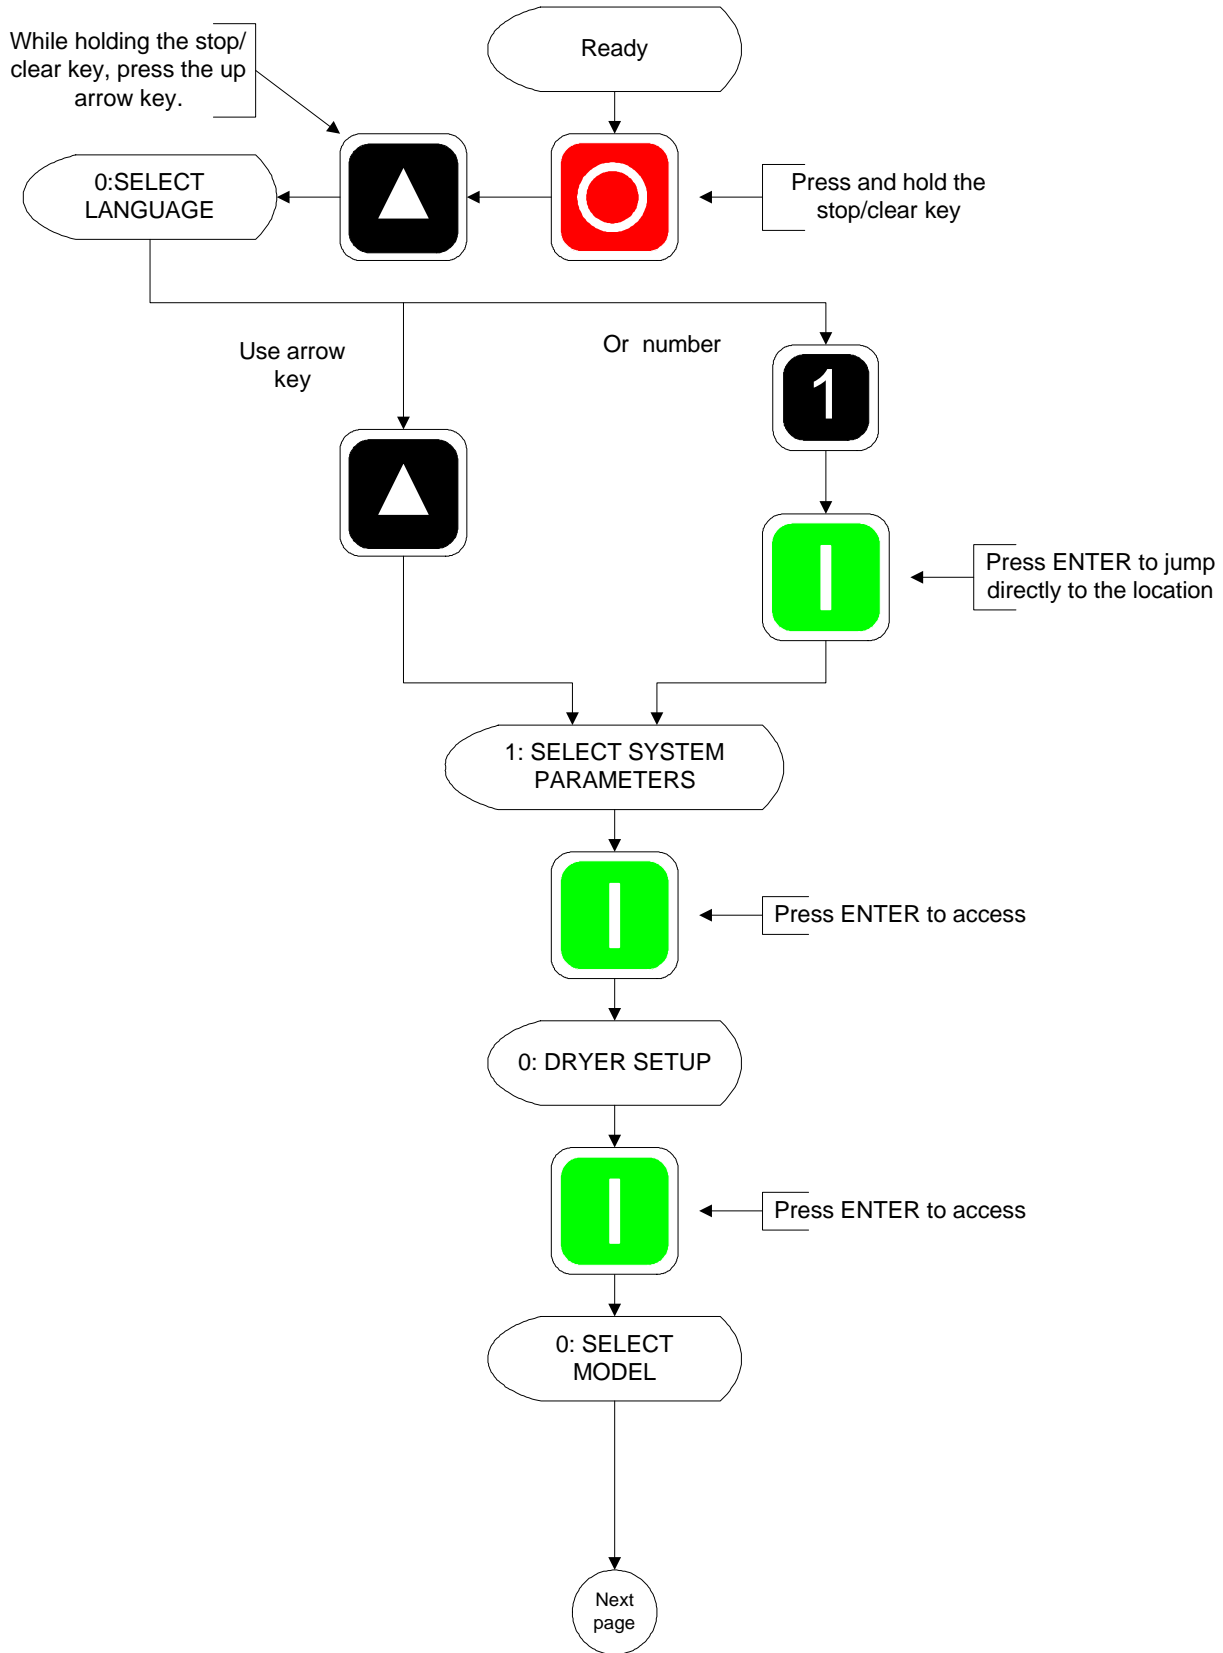 While holding the stop/
clear key, press the up
arrow key.
Ready
0:SELECT
LANGUAGE
Press and hold the
stop/clear key
Use arrow
key
Or number
1
Press ENTER to jump
directly to the location
1: SELECT SYSTEM
PARAMETERS
Press ENTER to access
0: DRYER SETUP
Press ENTER to access
0: SELECT
MODEL
Next
page